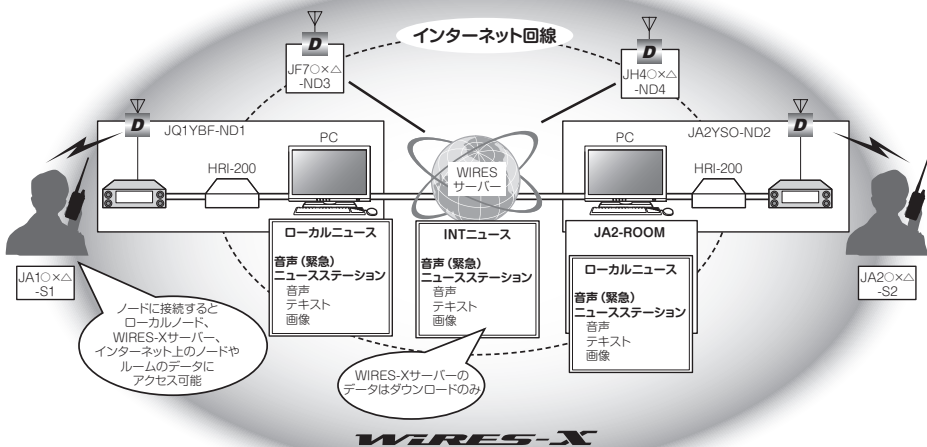 インターネット回線
D
JF7○×△
-ND3
D
JH4○×△
-ND4
D
JQ1YBF-ND1
PC
HRI-200
WIRES
サーバー
JA2YSO-ND2
D
PC
HRI-200
JA1○×△
-S1
JA2○×△
-S2
ローカルニュース
音声（緊急）
ニュースステーション
音声
テキスト
画像
INTニュース
音声（緊急）
ニュースステーション
音声
テキスト
画像
JA2-ROOM
ローカルニュース
音声（緊急）
ニュースステーション
音声
テキスト
画像
ノードに接続すると
ローカルノード、
WIRES-Xサーバー、
インターネット上のノードや
ルームのデータに
アクセス可能
WIRES-Xサーバーの
データはダウンロードのみ
WiRES-X